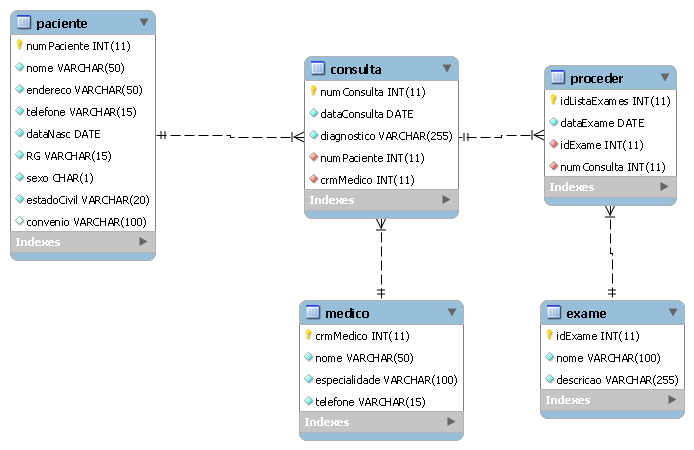 paciente
numPaciente INT(11)
nome VARCHAR(50)
endereco VARCHAR(50)
telefone VARCHAR(15)
dataNasc DATE
RG VARCHAR(15)
sexo CHAR(1)
estadoCivil VARCHAR(20)
convenio VARCHAR(100)
Indexes
consulta
numConsulta INT(11)
dataConsulta DATE
diagnostico VARCHAR(255)
numPaciente INT(11)
crmMedico INT(11)
Indexes
proceder
idListaExames INT(11)
dataExame DATE
idExame INT(11)
numConsulta INT(11)
Indexes
medico
crmMedico INT(11)
nome VARCHAR(50)
especialidade VARCHAR(100)
telefone VARCHAR(15)
Indexes
exame
idExame INT(11)
nome VARCHAR(100)
descricao VARCHAR(255)
Indexes